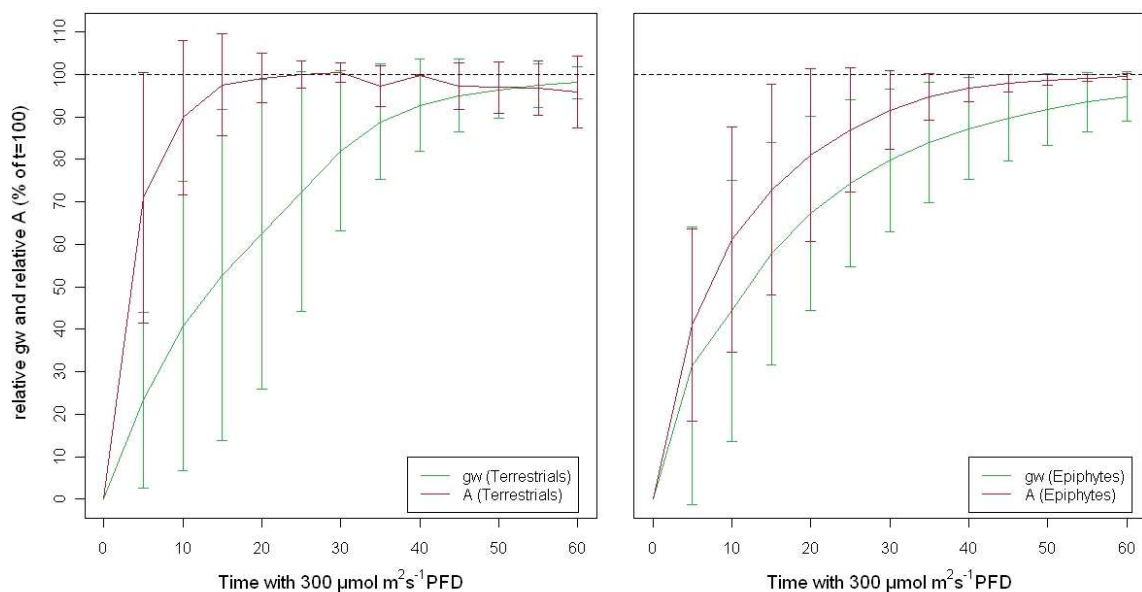 relative gw and relative A (% of t=100)
110
100
90
80
70
60
50
40
30
20
10
0
gw (Terrestrials)
A (Terrestrials)
0 10 20 30 40 50 60
Time with 300 µmol m²s⁻¹PFD
gw (Epiphytes)
A (Epiphytes)
0 10 20 30 40 50 60
Time with 300 µmol m²s⁻¹PFD